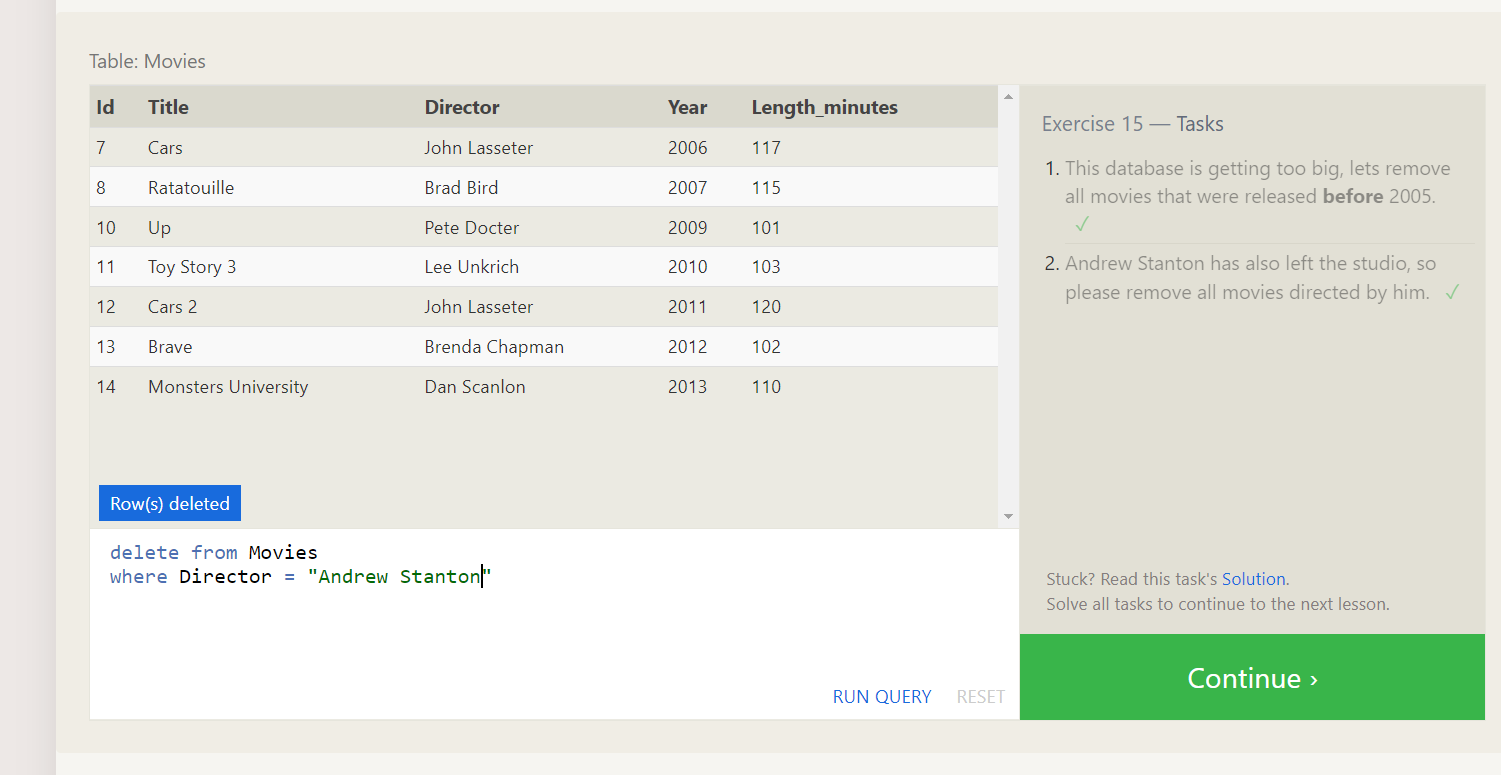 Table: Movies
Id Title Director Year Length_minutes
7 Cars John Lasseter 2006 117
8 Ratatouille Brad Bird 2007 115
10 Up Pete Docter 2009 101
11 Toy Story 3 Lee Unkrich 2010 103
12 Cars 2 John Lasseter 2011 120
13 Brave Brenda Chapman 2012 102
14 Monsters University Dan Scanlon 2013 110
Row(s) deleted
delete from Movies
where Director = "Andrew Stanton"
RUN QUERY RESET
Exercise 15 — Tasks
1. This database is getting too big, lets remove
all movies that were released before 2005.
✓
2. Andrew Stanton has also left the studio, so
please remove all movies directed by him. ✓
Stuck? Read this task's Solution.
Solve all tasks to continue to the next lesson.
Continue ›